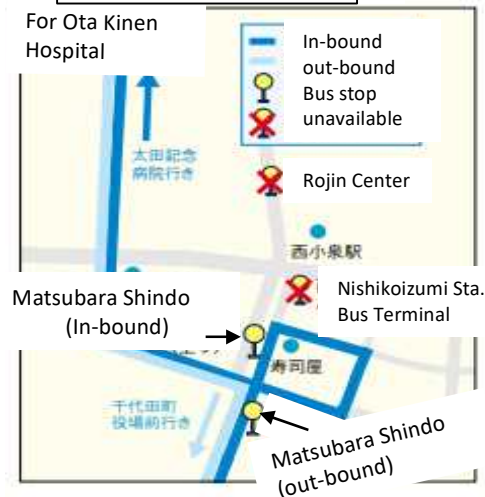 For Ota Kinen
Hospital
In-bound
out-bound
Bus stop
unavailable
太田記念
病院行き
Rojin Center
西小泉駅
Nishikoizumi Sta.
Bus Terminal
Matsubara Shindo
(In-bound)
寿司屋
千代田町
役場前行き
Matsubara Shindo
(out-bound)